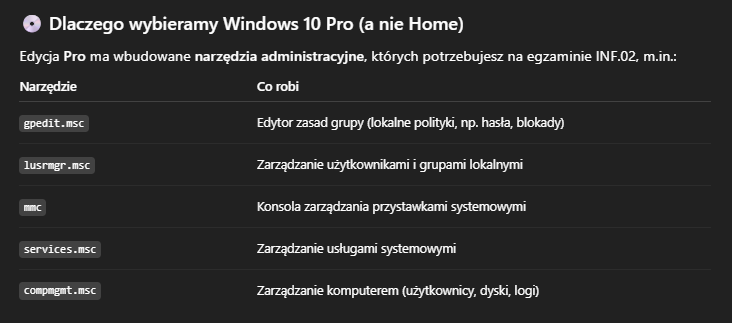 Dlaczego wybieramy Windows 10 Pro (a nie Home)
Edycja Pro ma wbudowane narzędzia administracyjne, których potrzebujesz na egzaminie INF.02, m.in.:
Narzędzie Co robi
gpedit.msc Edytor zasad grupy (lokalne polityki, np. hasła, blokady)
lusrmgr.msc Zarządzanie użytkownikami i grupami lokalnymi
mmc Konsola zarządzania przystawkami systemowymi
services.msc Zarządzanie usługami systemowymi
compmgmt.msc Zarządzanie komputerem (użytkownicy, dyski, logi)